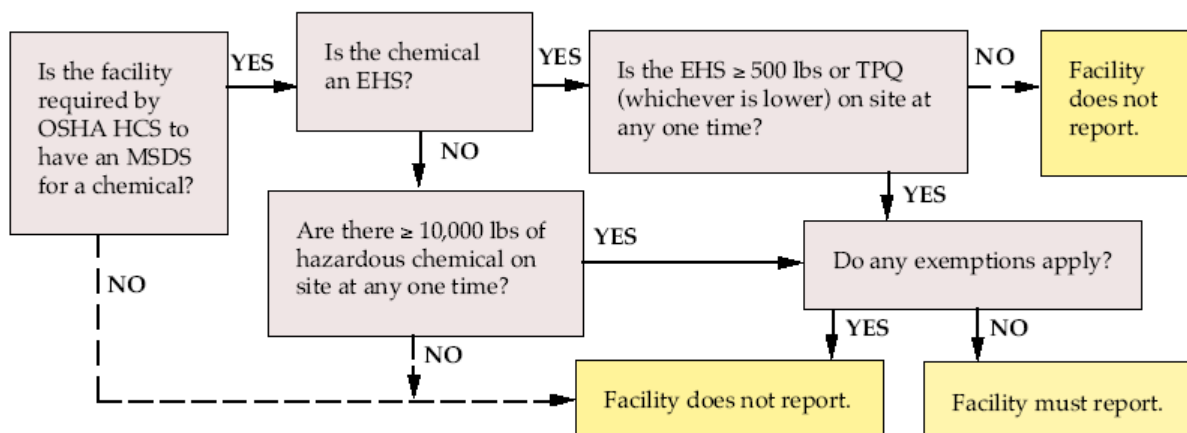 Is the facility
required by
OSHA HCS to
have an MSDS
for a chemical?
YES
Is the chemical
an EHS?
YES
Is the EHS ≥ 500 lbs or TPQ
(whichever is lower) on site at
any one time?
NO
Facility
does not
report.
NO
YES
Are there ≥ 10,000 lbs of
hazardous chemical on
site at any one time?
YES
Do any exemptions apply?
NO
NO
YES
NO
Facility does not report.
Facility must report.